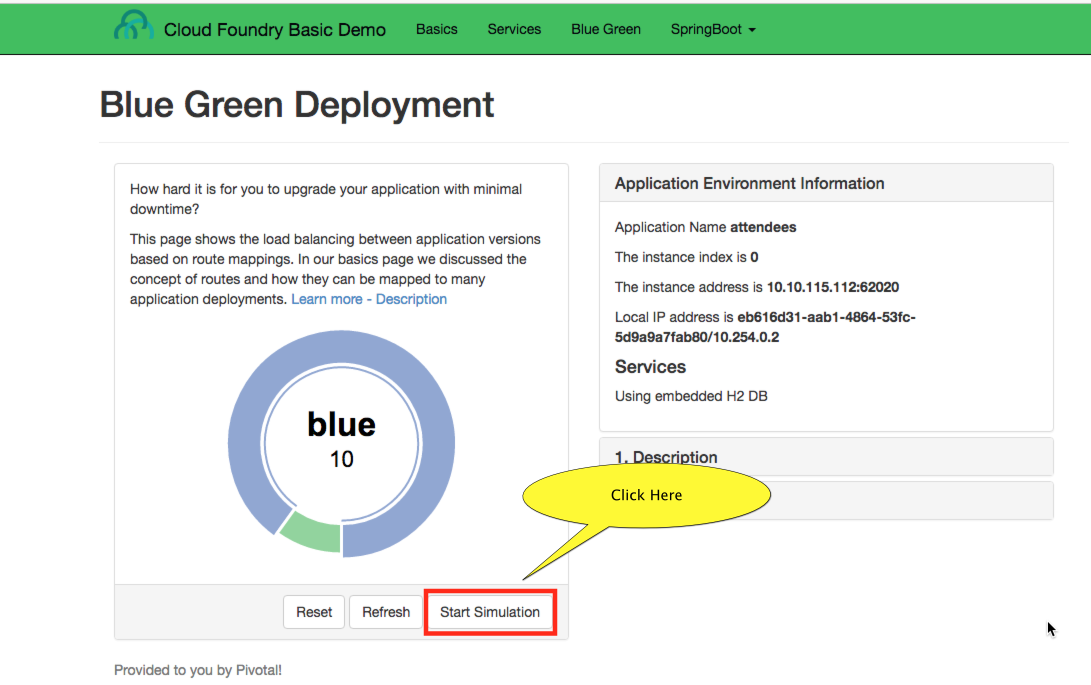 Cloud Foundry Basic Demo Basics Services Blue Green SpringBoot
Blue Green Deployment
How hard it is for you to upgrade your application with minimal
downtime?
This page shows the load balancing between application versions
based on route mappings. In our basics page we discussed the
concept of routes and how they can be mapped to many
application deployments. Learn more - Description
blue
10
Reset Refresh Start Simulation
Application Environment Information
Application Name attendees
The instance index is 0
The instance address is 10.10.115.112:62020
Local IP address is eb616d31-aab1-4864-53fc-
5d9a9a7fab80/10.254.0.2
Services
Using embedded H2 DB
1. Description
Click Here
Provided to you by Pivotal!